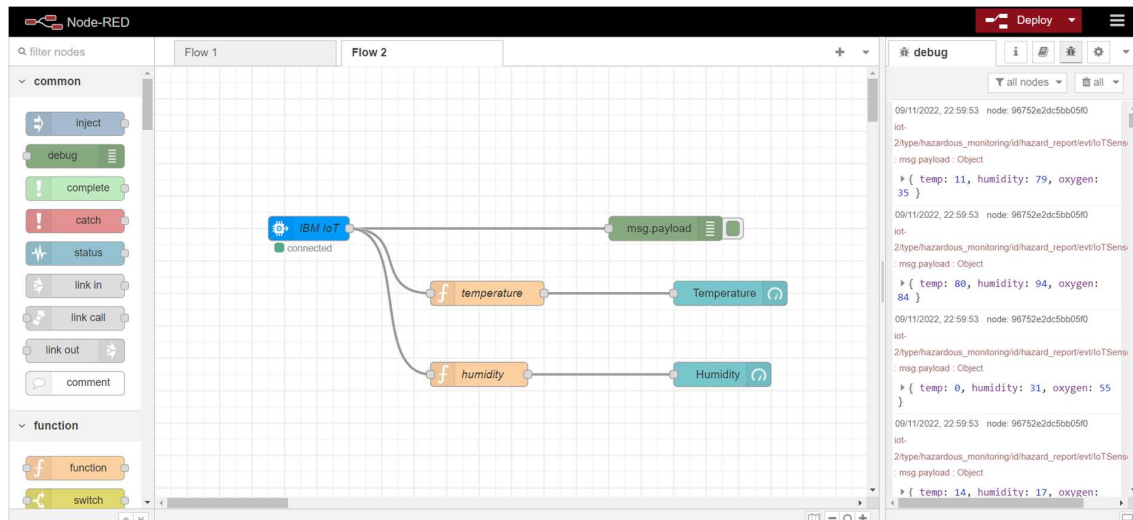 Node-RED
Deploy
filter nodes
common
inject
debug
complete
catch
status
link in
link call
link out
comment
function
function
switch
Flow 1
Flow 2
IBM IoT
connected
msg.payload
temperature
Temperature
humidity
Humidity
debug
all nodes
all
09/11/2022, 22:59:53 node: 96752e2dc5bb05f0
iot-
2/type/hazardous_monitoring/id/hazard_report/evt/IoTSens
: msg.payload : Object
{ temp: 11, humidity: 79, oxygen:
35 }
09/11/2022, 22:59:53 node: 96752e2dc5bb05f0
iot-
2/type/hazardous_monitoring/id/hazard_report/evt/IoTSens
: msg.payload : Object
{ temp: 80, humidity: 94, oxygen:
84 }
09/11/2022, 22:59:53 node: 96752e2dc5bb05f0
iot-
2/type/hazardous_monitoring/id/hazard_report/evt/IoTSens
: msg.payload : Object
{ temp: 0, humidity: 31, oxygen: 55
}
09/11/2022, 22:59:53 node: 96752e2dc5bb05f0
iot-
2/type/hazardous_monitoring/id/hazard_report/evt/IoTSens
: msg.payload : Object
{ temp: 14, humidity: 17, oxygen: